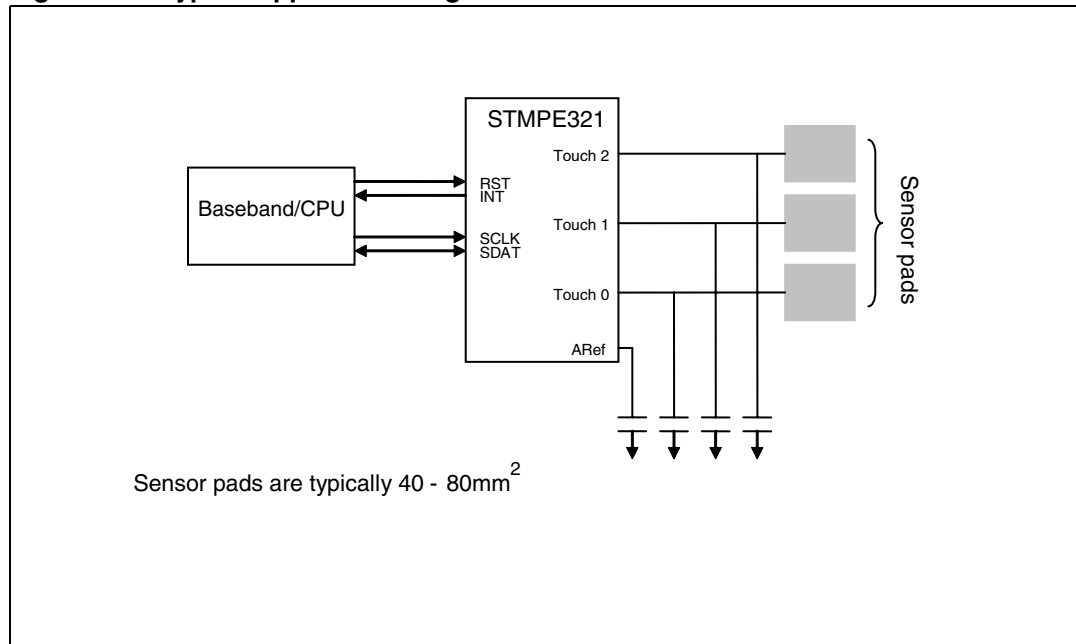 STMPE321
Touch 2
RST
INT
Baseband/CPU
Touch 1
SCLK
SDAT
Touch 0
ARef
Sensor pads
Sensor pads are typically 40 - 80mm2